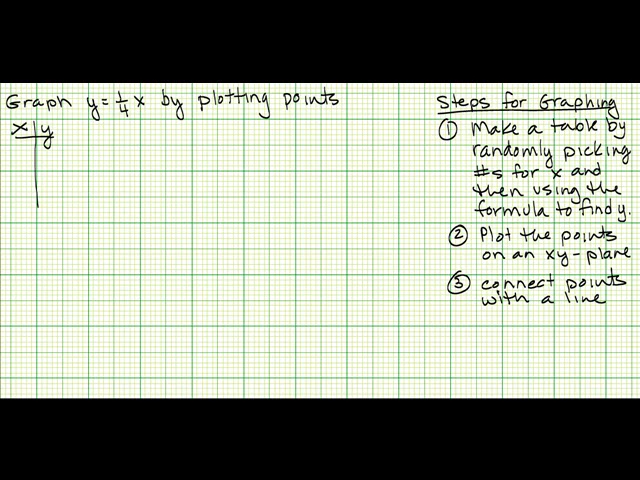 Graph y = 1/4 x by plotting points
x | y
Steps for Graphing
① Make a table by
randomly picking
#s for x and
then using the
formula to find y.
② Plot the points
on an xy-plane
③ connect points
with a line